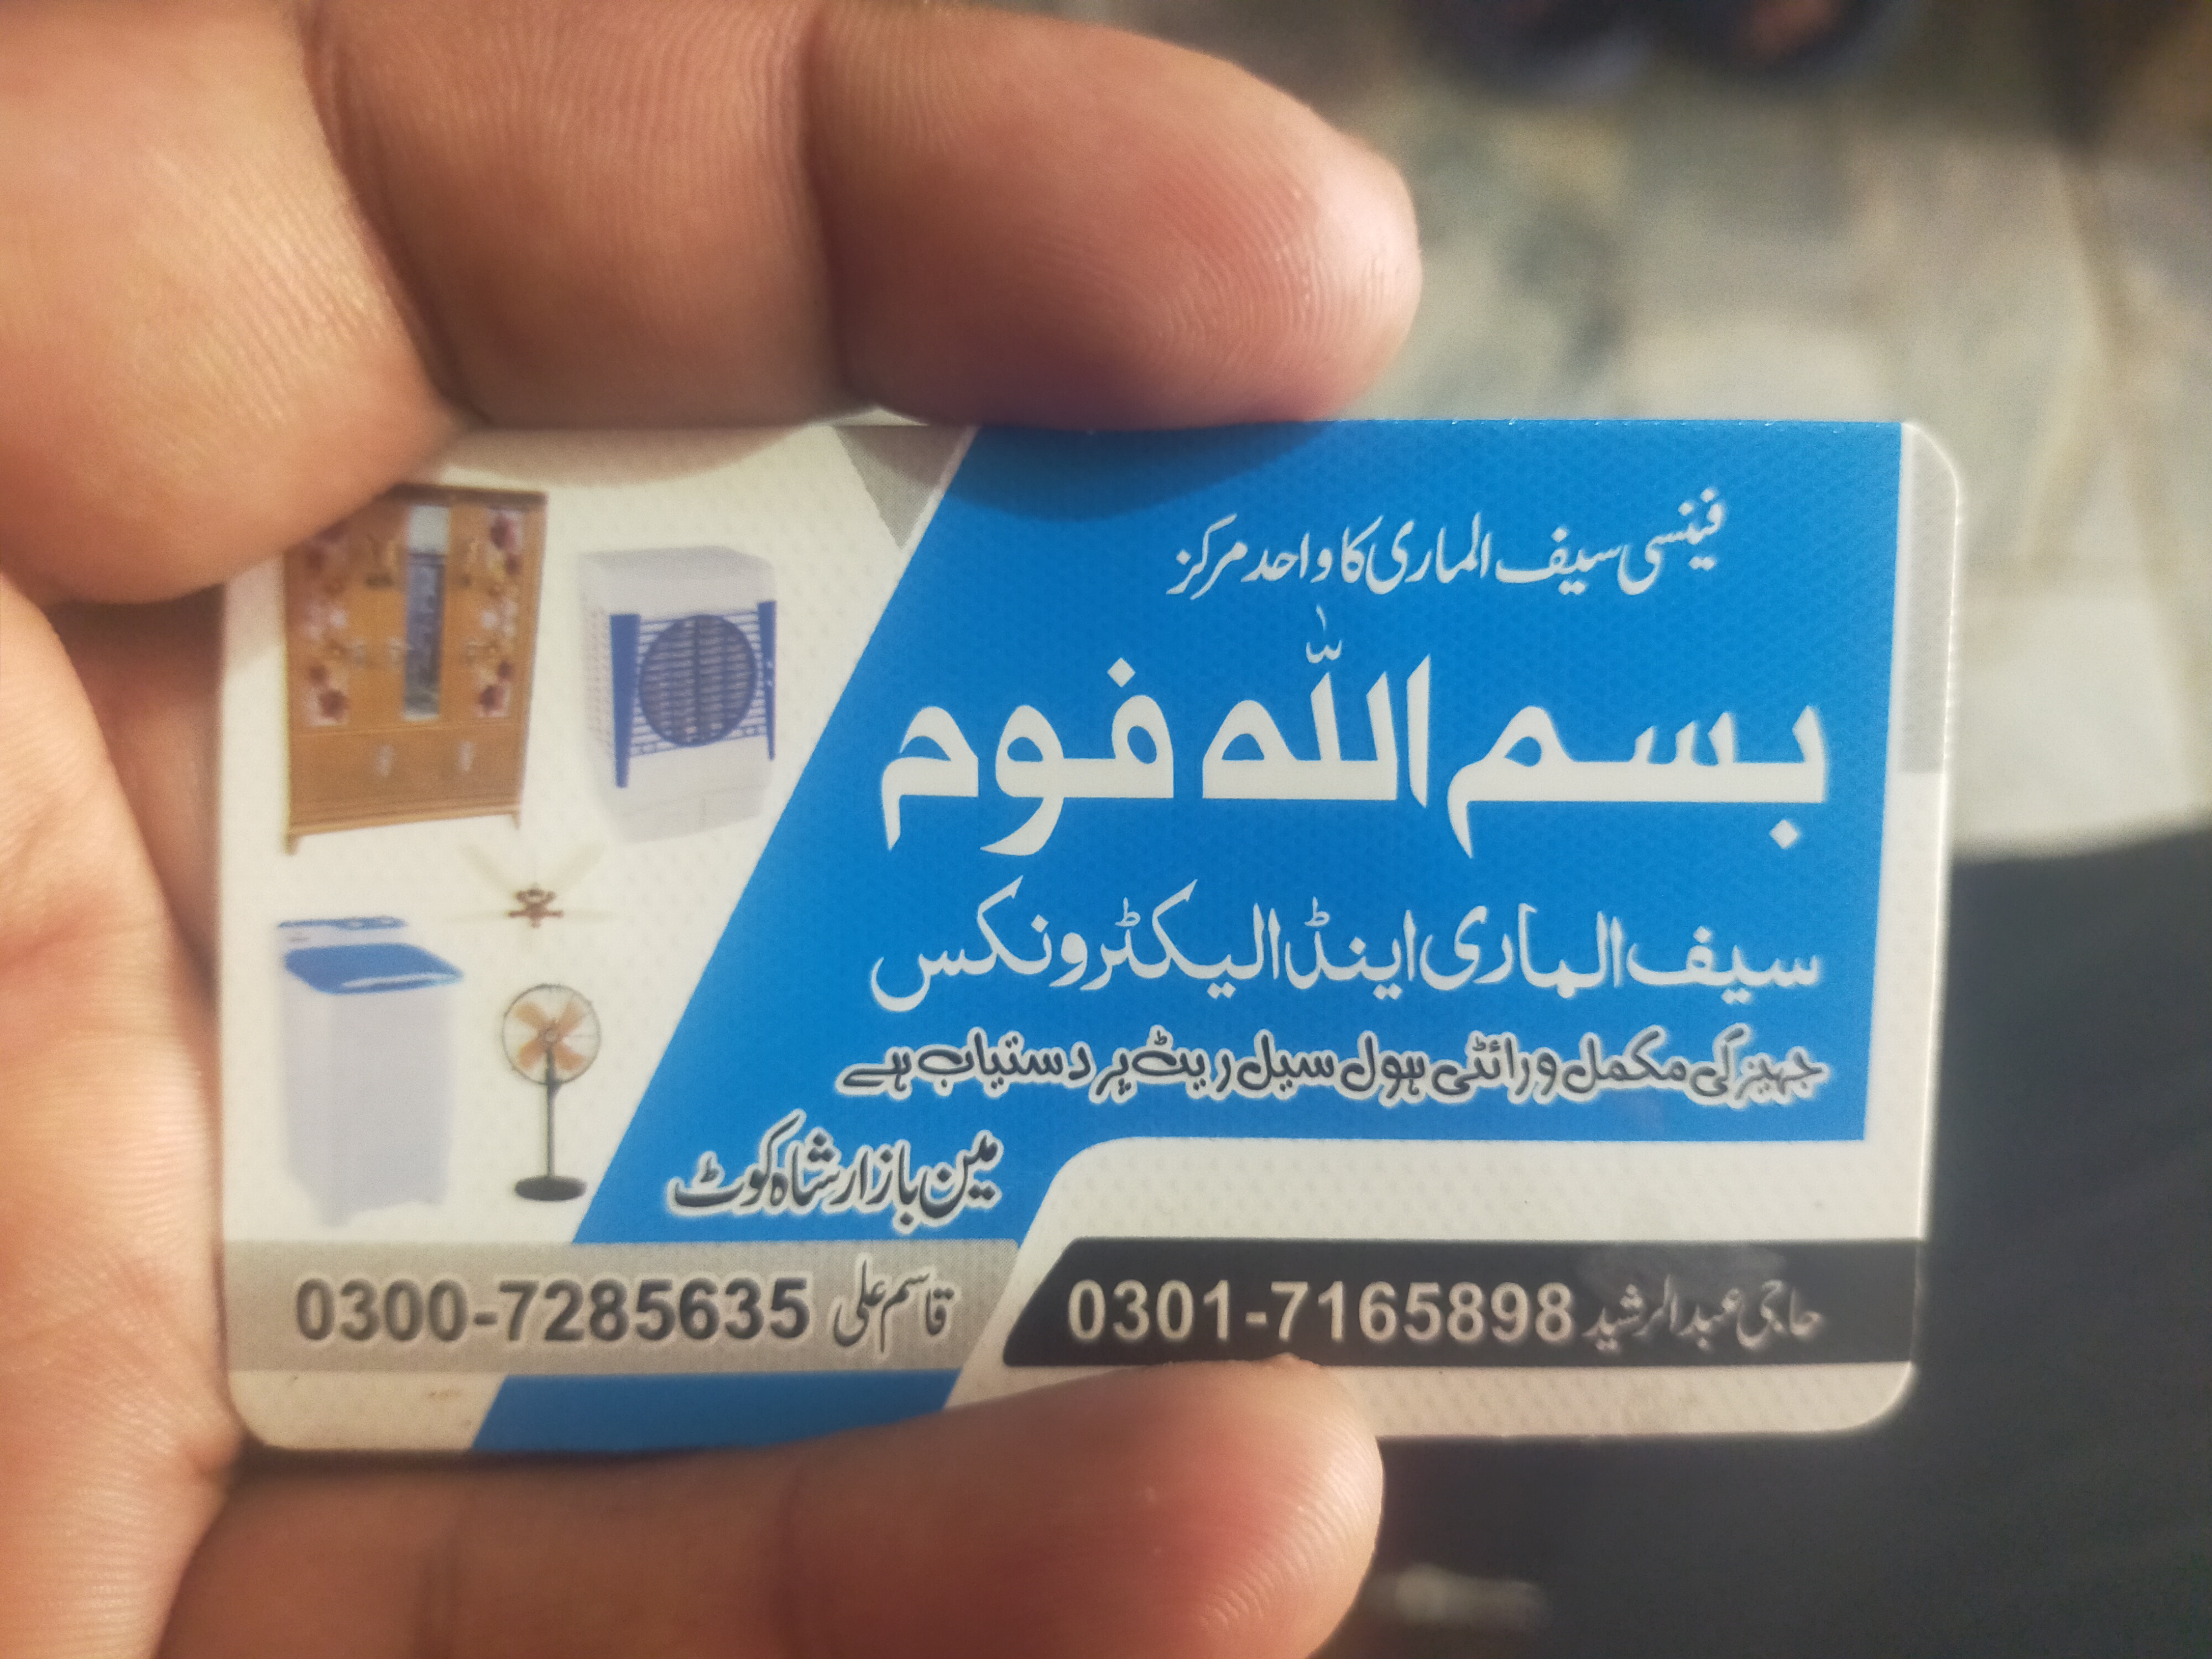 فینسی سیف الماری کا واحد مرکز
بسم اللہ فوم
سیف الماری اینڈ الیکٹرونکس
جہیز کی مکمل ورائٹی ہول سیل ریٹ پر دستیاب ہے
مین بازار شاہ کوٹ
حاجی عبدالرشید 0301-7165898
قاسم علی 0300-7285635